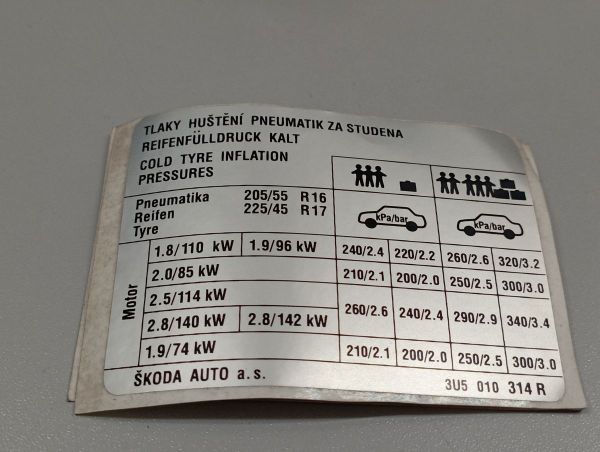 TLAKY HUŠTĚNÍ PNEUMATIK ZA STUDENA
REIFENFÜLLDRUCK KALT
COLD TYRE INFLATION
PRESSURES
Pneumatika 205/55 R16
Reifen 225/45 R17
Tyre
kPa/bar kPa/bar
Motor
1.8/110 kW 1.9/96 kW 240/2.4 220/2.2 260/2.6 320/3.2
2.0/85 kW 210/2.1 200/2.0 250/2.5 300/3.0
2.5/114 kW
2.8/140 kW 2.8/142 kW 260/2.6 240/2.4 290/2.9 340/3.4
1.9/74 kW 210/2.1 200/2.0 250/2.5 300/3.0
ŠKODA AUTO a.s. 3U5 010 314 R